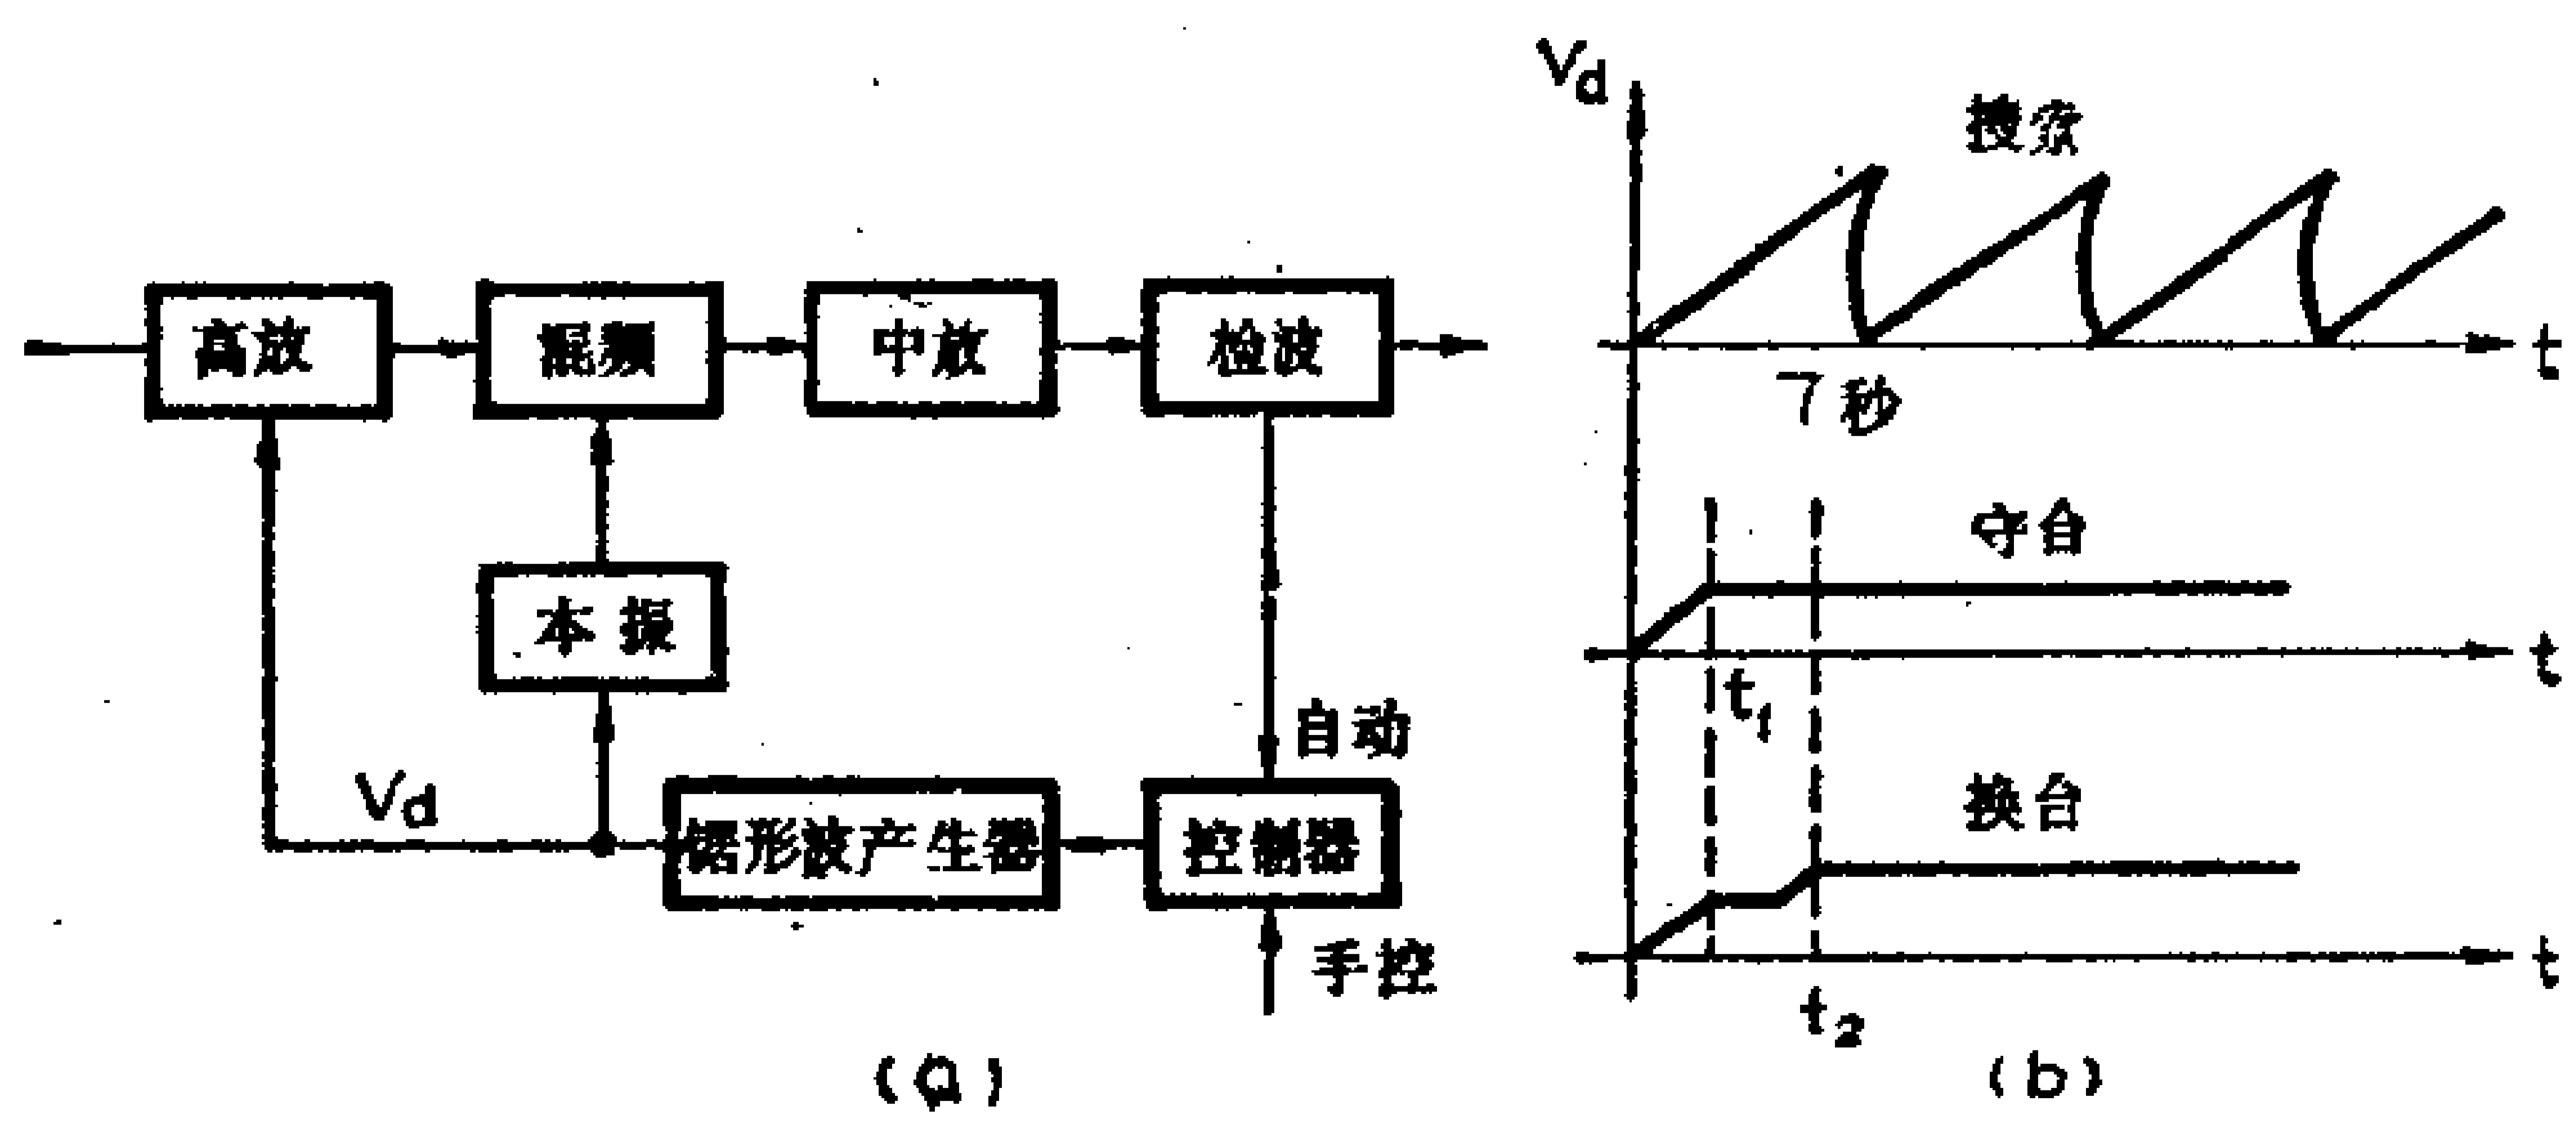 高放 混频 中放 检波
本振
Vd
锯形波产生器 控制器
自动
手控
(a)
Vd
搜索
t
7秒
守台
t
t1
换台
t
t2
(b)